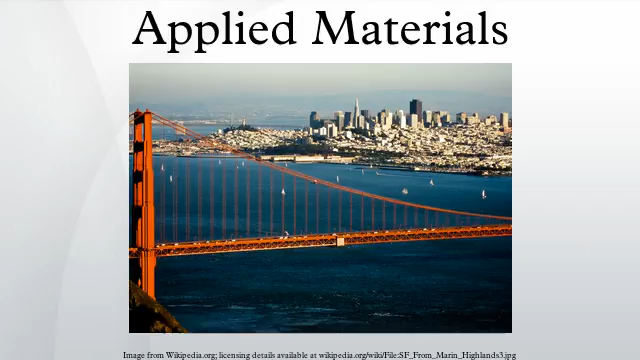 Applied Materials
Image from Wikipedia.org; licensing details available at wikipedia.org/wiki/File:SF_From_Marin_Highlands3.jpg